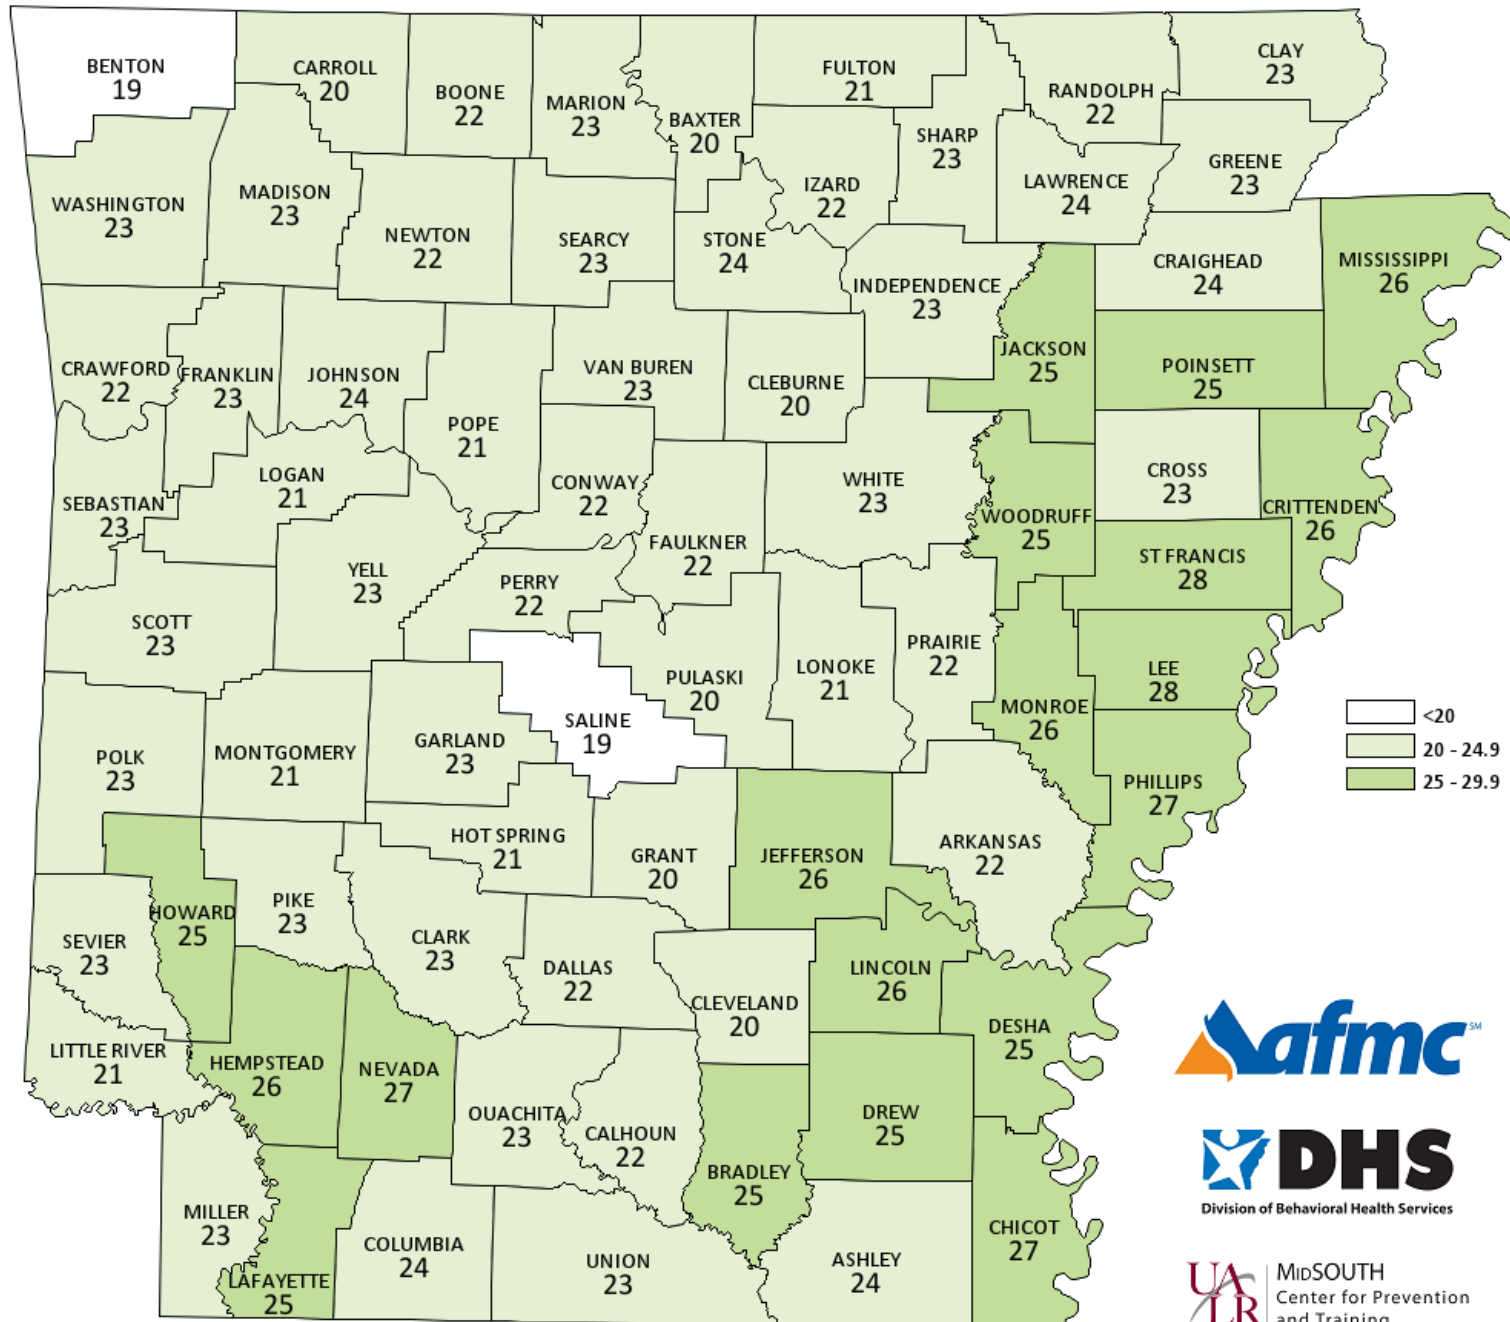 BENTON
19
CARROLL
20
BOONE
22
MARION
23
BAXTER
20
FULTON
21
SHARP
23
RANDOLPH
22
CLAY
23
GREENE
23
LAWRENCE
24
IZARD
22
WASHINGTON
23
MADISON
23
NEWTON
22
SEARCY
23
STONE
24
INDEPENDENCE
23
CRAIGHEAD
24
MISSISSIPPI
26
JACKSON
25
POINSETT
25
CRAWFORD
22
FRANKLIN
23
JOHNSON
24
VAN BUREN
23
CLEBURNE
20
POPE
21
LOGAN
21
CONWAY
22
WHITE
23
CROSS
23
CRITTENDEN
26
SEBASTIAN
23
WOODRUFF
25
FAULKNER
22
ST FRANCIS
28
YELL
23
PERRY
22
SCOTT
23
PRAIRIE
22
LONOKE
21
PULASKI
20
LEE
28
MONROE
26
SALINE
19
GARLAND
23
MONTGOMERY
21
POLK
23
<20
20 - 24.9
25 - 29.9
PHILLIPS
27
HOT SPRING
21
GRANT
20
JEFFERSON
26
ARKANSAS
22
HOWARD
25
PIKE
23
CLARK
23
SEVIER
23
DALLAS
22
LINCOLN
26
CLEVELAND
20
DESHA
25
LITTLE RIVER
21
HEMPSTEAD
26
NEVADA
27
OUACHITA
23
CALHOUN
22
DREW
25
BRADLEY
25
MILLER
23
COLUMBIA
24
LAFAYETTE
25
UNION
23
ASHLEY
24
CHICOT
27
afmc SM
DHS
Division of Behavioral Health Services
UALR
MIDSOUTH
Center for Prevention
and Training